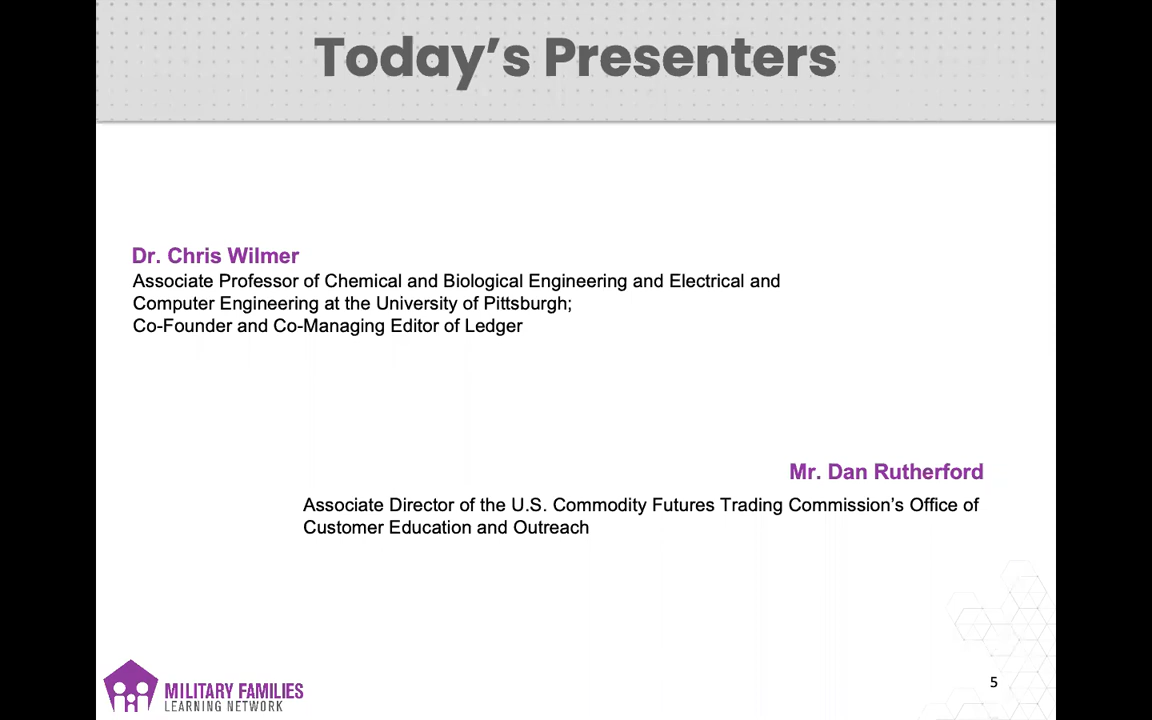 Today’s Presenters
Dr. Chris Wilmer
Associate Professor of Chemical and Biological Engineering and Electrical and
Computer Engineering at the University of Pittsburgh;
Co-Founder and Co-Managing Editor of Ledger
Mr. Dan Rutherford
Associate Director of the U.S. Commodity Futures Trading Commission’s Office of
Customer Education and Outreach
MILITARY FAMILIES
LEARNING NETWORK
5